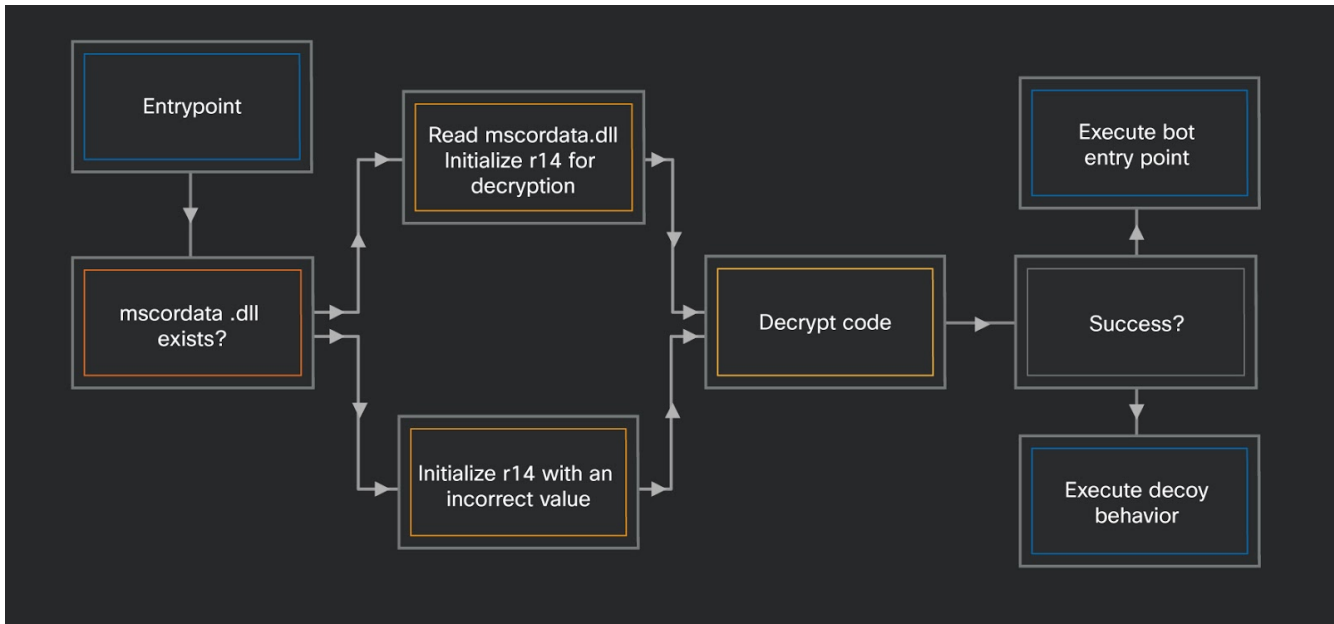 Entrypoint
mscordata .dll
exists?
Read mscordata.dll
Initialize r14 for
decryption
Initialize r14 with an
incorrect value
Decrypt code
Success?
Execute bot
entry point
Execute decoy
behavior